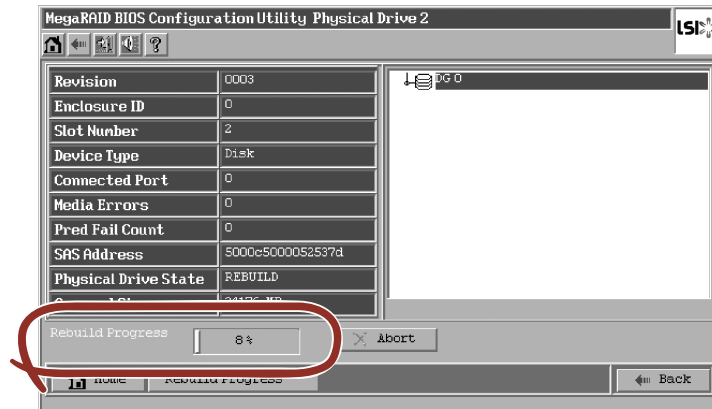 MegaRAID BIOS Configuration Utility Physical Drive 2
LSI
Revision 0003
Enclosure ID 0
Slot Number 2
Device Type Disk
Connected Port 0
Media Errors 0
Pred Fail Count 0
SAS Address 5000c5000052537d
Physical Drive State REBUILD
DG 0
Rebuild Progress 8%
Abort
Home Rebuild Progress
Back